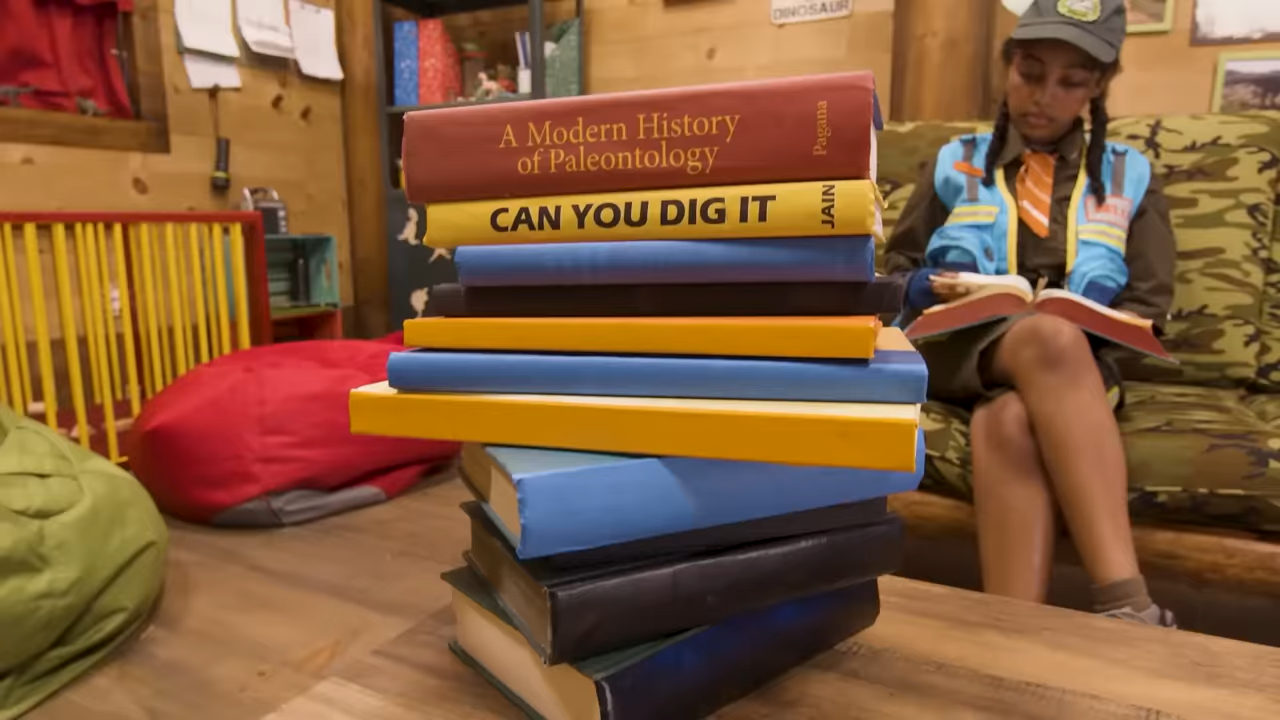 DINOSAUR
A Modern History
of Paleontology
Pagana
CAN YOU DIG IT
JAIN